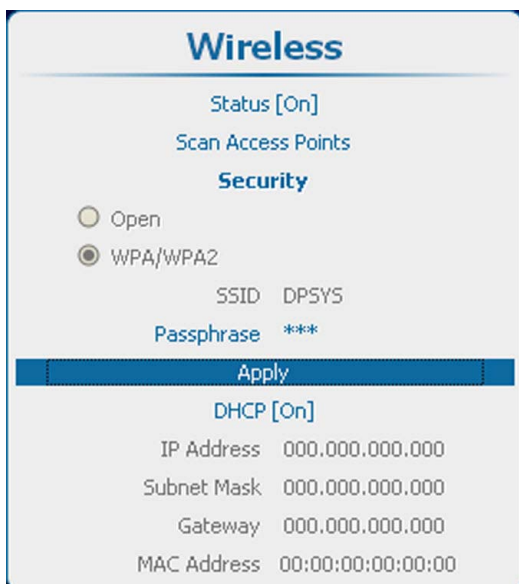 Wireless
Status [On]
Scan Access Points
Security
Open
WPA/WPA2
SSID DPSYS
Passphrase ***
Apply
DHCP [On]
IP Address 000.000.000.000
Subnet Mask 000.000.000.000
Gateway 000.000.000.000
MAC Address 00:00:00:00:00:00